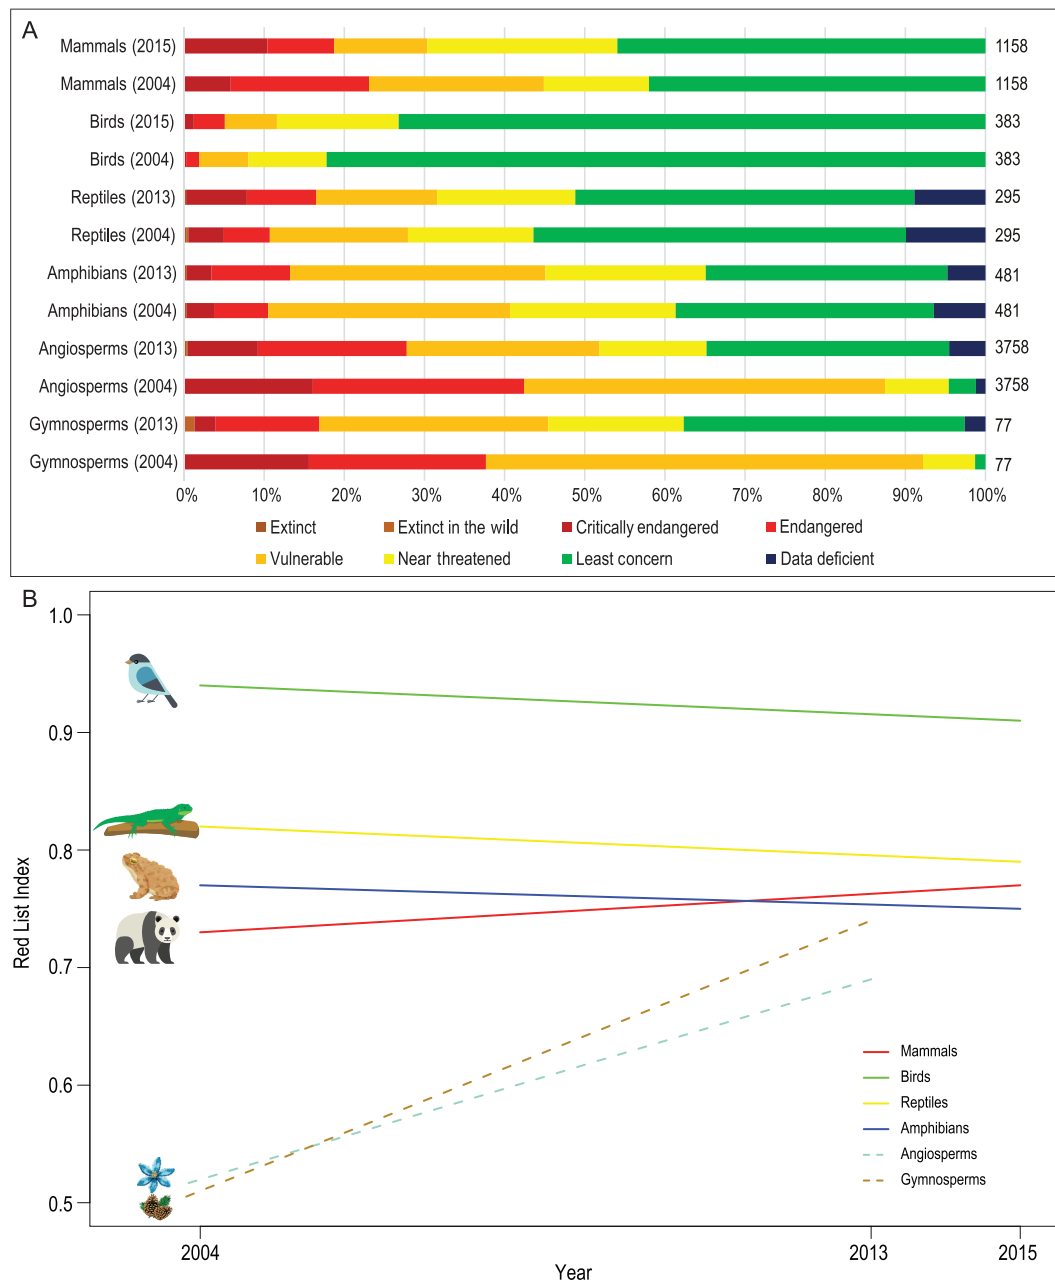 A
Mammals (2015) 1158
Mammals (2004) 1158
Birds (2015) 383
Birds (2004) 383
Reptiles (2013) 295
Reptiles (2004) 295
Amphibians (2013) 481
Amphibians (2004) 481
Angiosperms (2013) 3758
Angiosperms (2004) 3758
Gymnosperms (2013) 77
Gymnosperms (2004) 77
0% 10% 20% 30% 40% 50% 60% 70% 80% 90% 100%
Extinct Extinct in the wild Critically endangered Endangered
Vulnerable Near threatened Least concern Data deficient
B
1.0
0.9
0.8
0.7
0.6
0.5
Red List Index
Mammals
Birds
Reptiles
Amphibians
Angiosperms
Gymnosperms
2004 2013 2015
Year